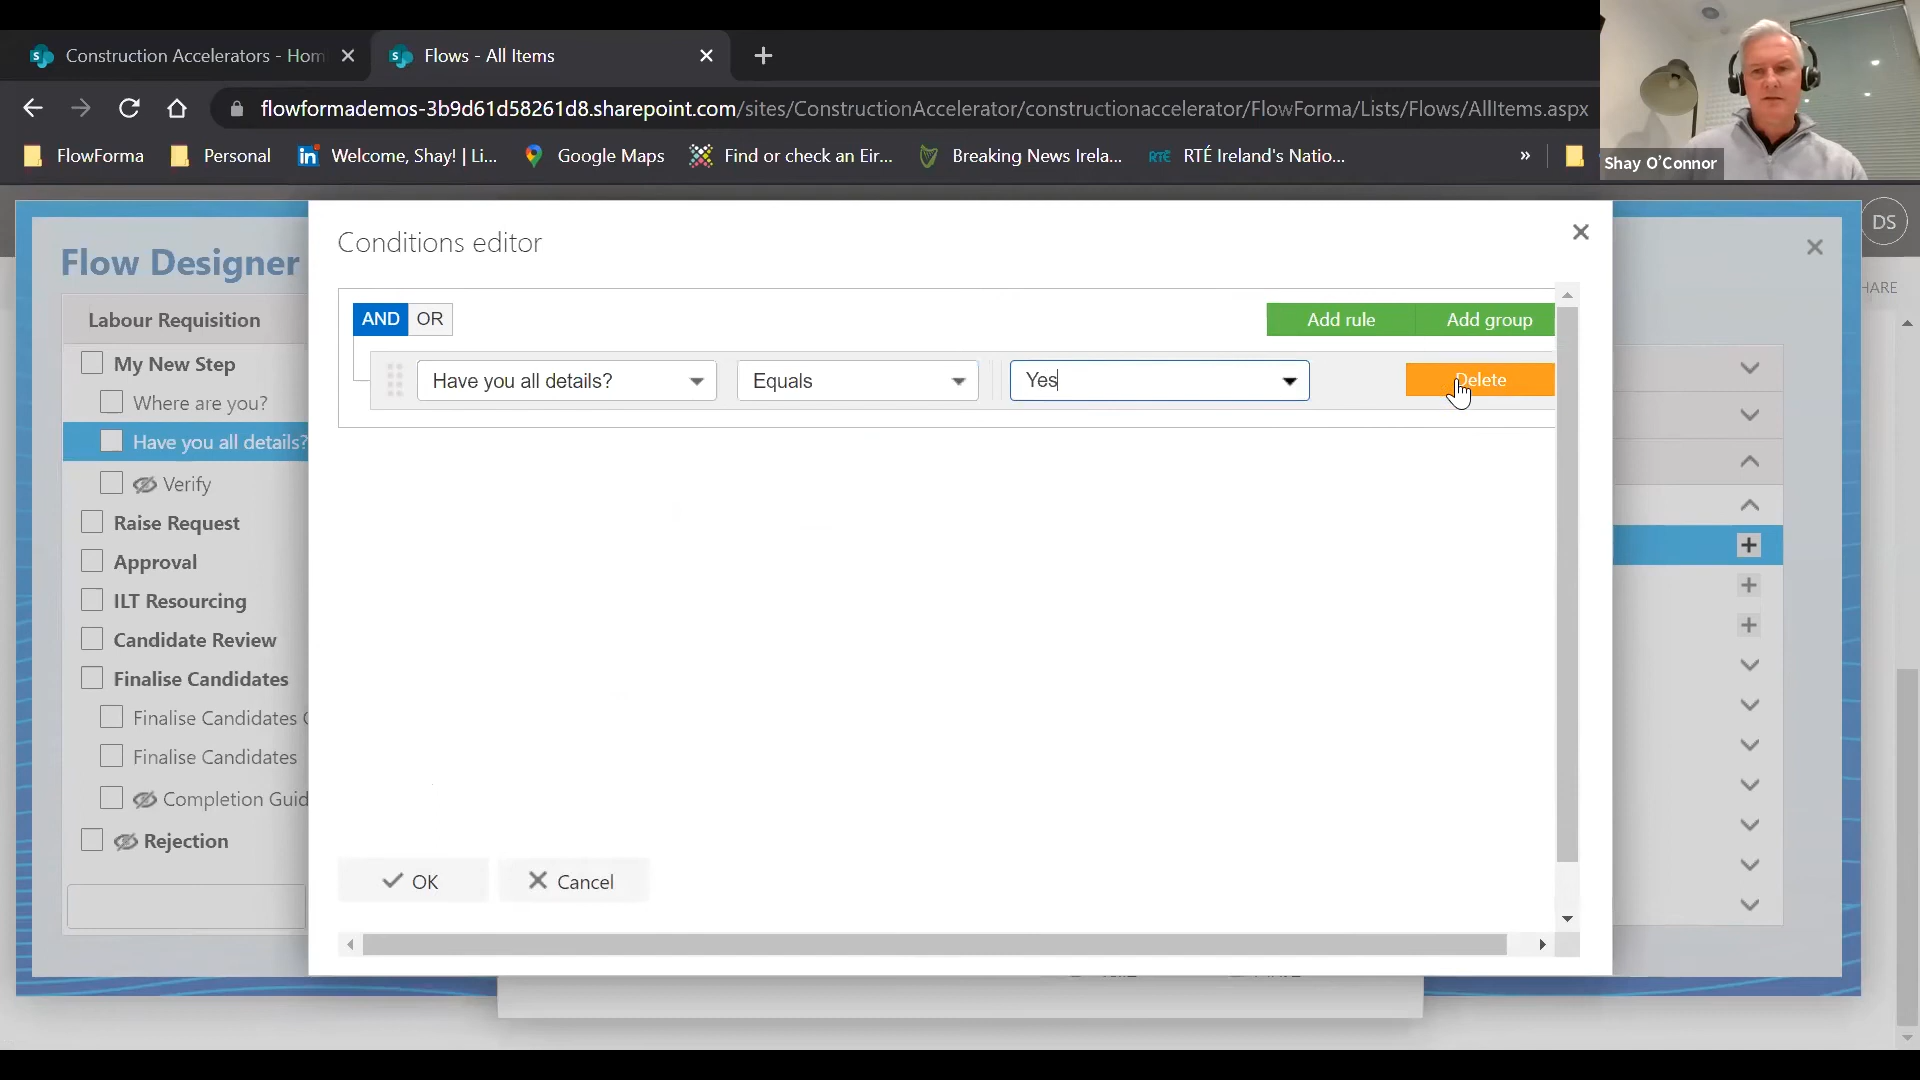 Construction Accelerators - Hom
Flows - All Items
flowformademos-3b9d61d58261d8.sharepoint.com/sites/ConstructionAccelerator/constructionaccelerator/FlowForma/Lists/Flows/AllItems.aspx
FlowForma
Personal
Welcome, Shay! | Li...
Google Maps
Find or check an Eir...
Breaking News Irela...
RTÉ Ireland's Natio...
Shay O'Connor
DS
HARE
Flow Designer
Labour Requisition
My New Step
Where are you?
Have you all details?
Verify
Raise Request
Approval
ILT Resourcing
Candidate Review
Finalise Candidates
Finalise Candidates
Finalise Candidates
Completion Guid
Rejection
Conditions editor
AND OR
Add rule Add group
Have you all details? Equals Yes Delete
OK Cancel